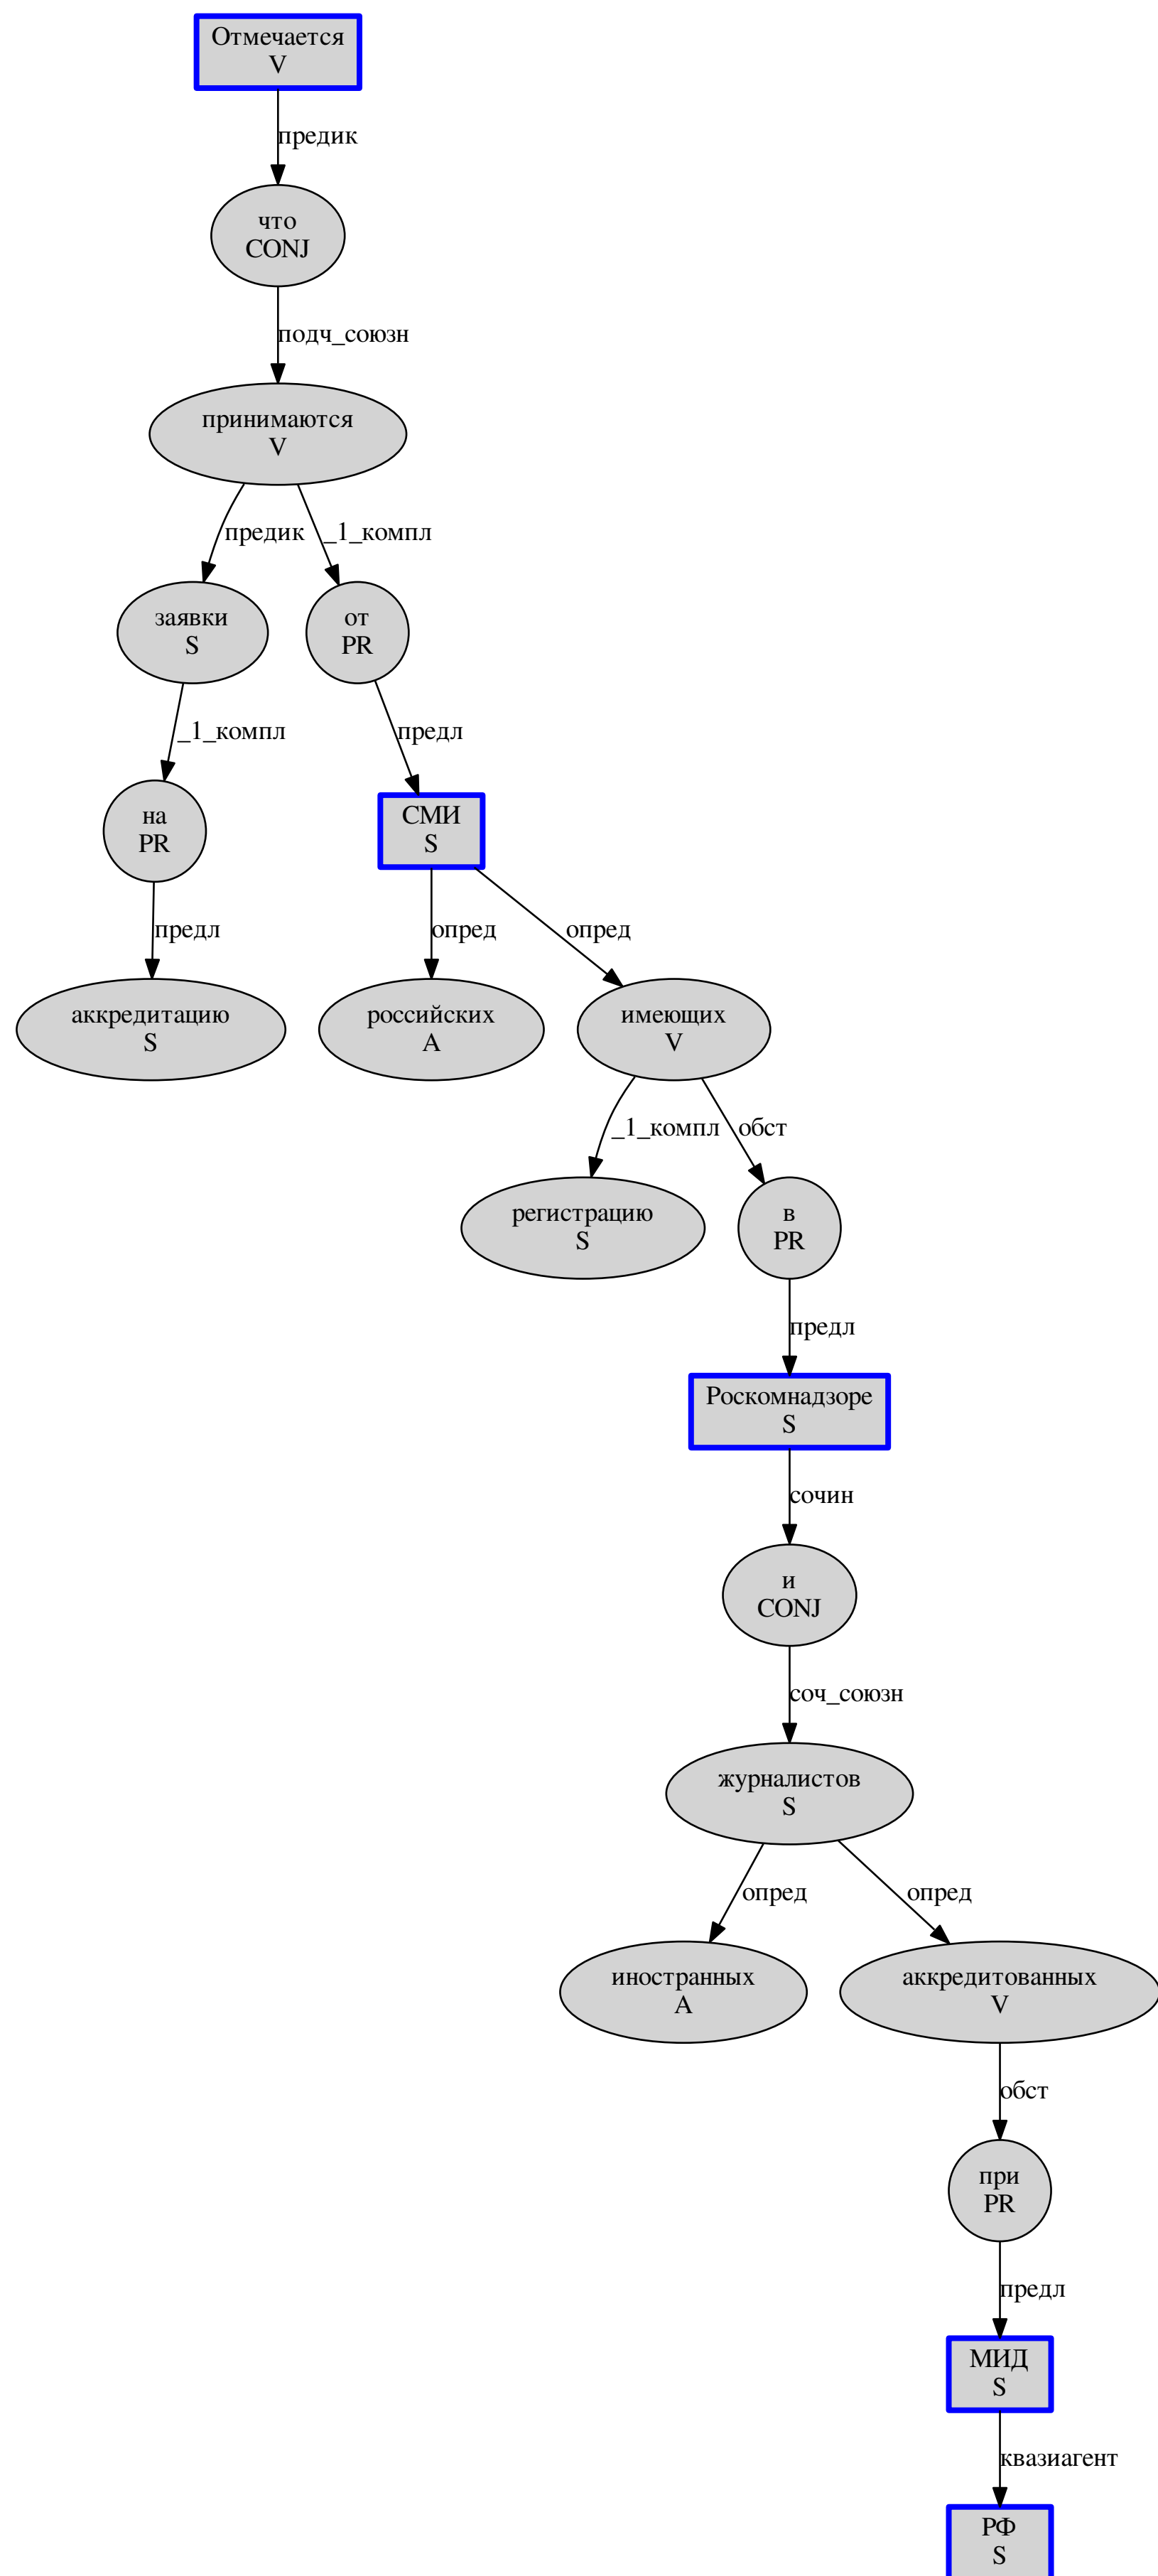 Отмечается
V
предик
что
CONJ
подч_союзн
принимаются
V
предик
_1_компл
заявки
S
от
PR
_1_компл
предл
на
PR
СМИ
S
предл
опред
опред
аккредитацию
S
российских
A
имеющих
V
_1_компл
обст
регистрацию
S
в
PR
предл
Роскомнадзоре
S
сочин
и
CONJ
соч_союзн
журналистов
S
опред
опред
иностранных
A
аккредитованных
V
обст
при
PR
предл
МИД
S
квазиагент
РФ
S